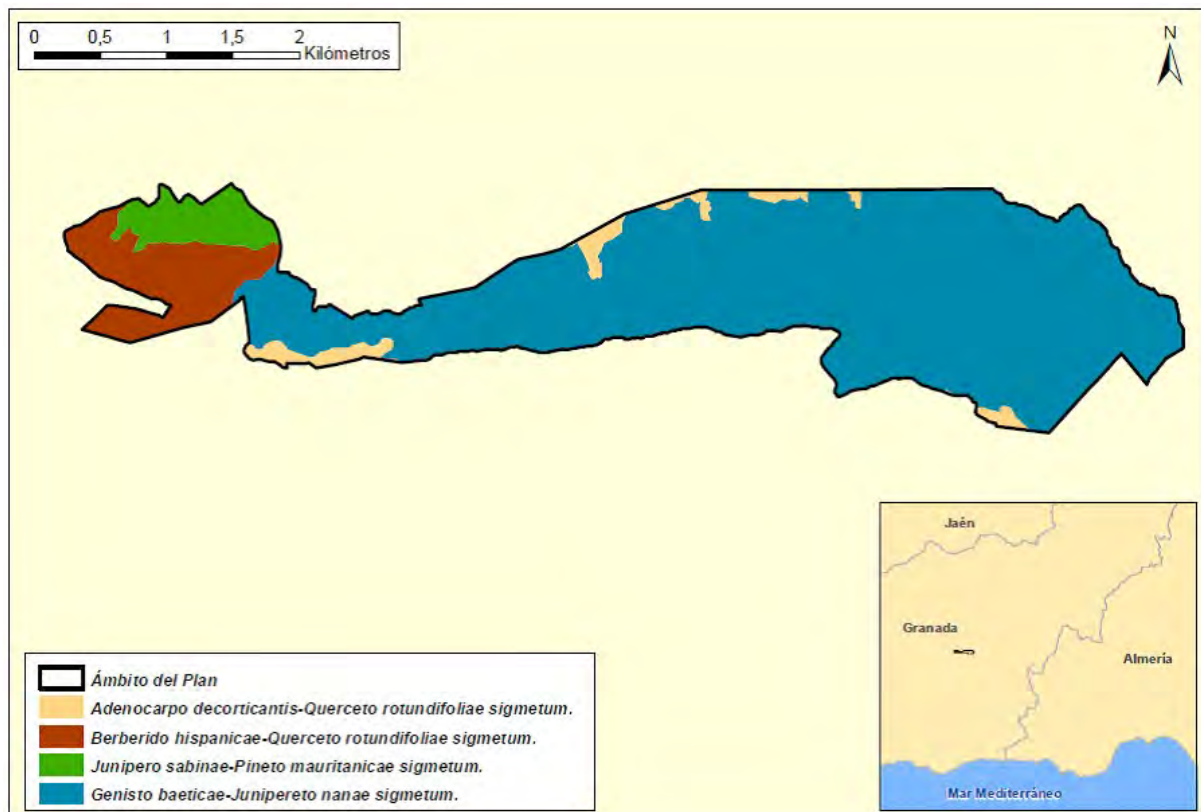 0 0,5 1 1,5 2
Kilómetros
N
Jaén
Granada
Almería
Mar Mediterráneo
Ámbito del Plan
Adenocarpo decorticantis-Querceto rotundifoliae sigmetum.
Berberido hispanicae-Querceto rotundifoliae sigmetum.
Junipero sabinae-Pineto mauritanicae sigmetum.
Genisto baeticae-Junipereto nanae sigmetum.